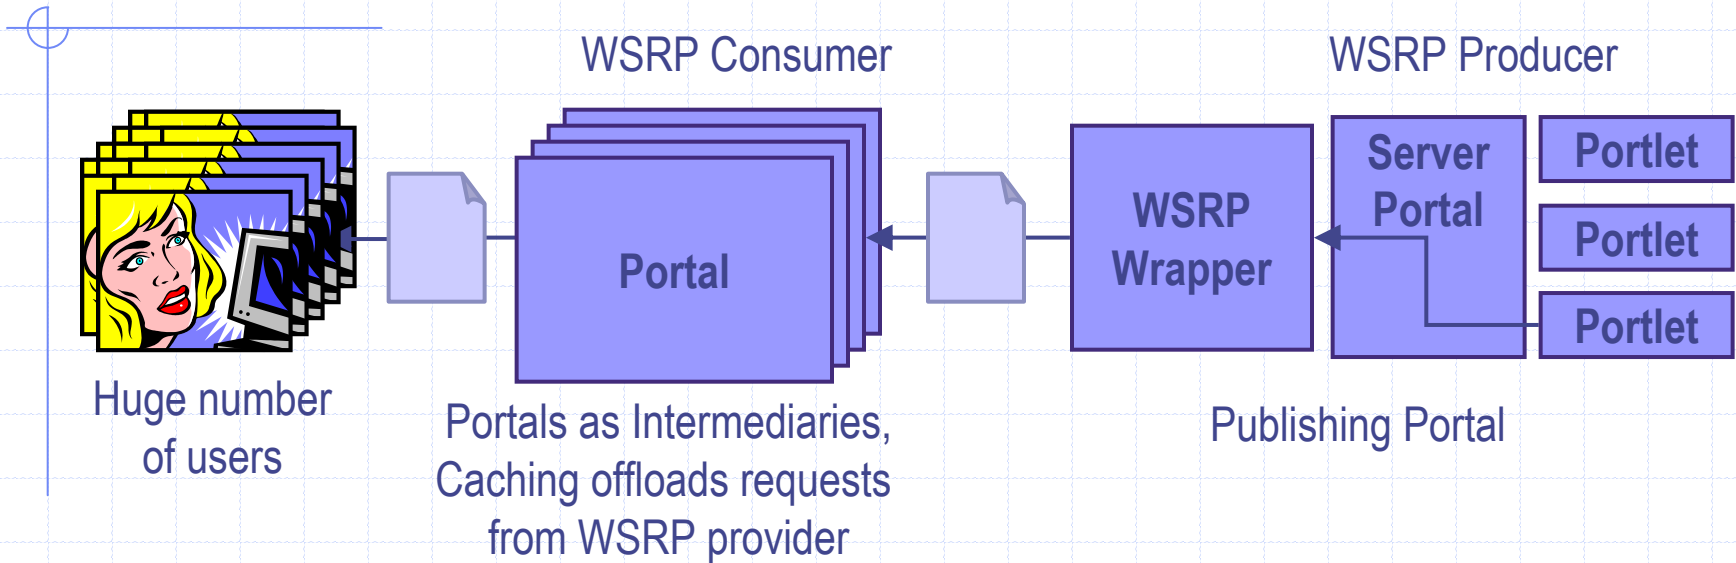 WSRP Consumer
WSRP Producer
Portal
WSRP
Wrapper
Server
Portal
Portlet
Portlet
Portlet
Huge number
of users
Portals as Intermediaries,
Caching offloads requests
from WSRP provider
Publishing Portal